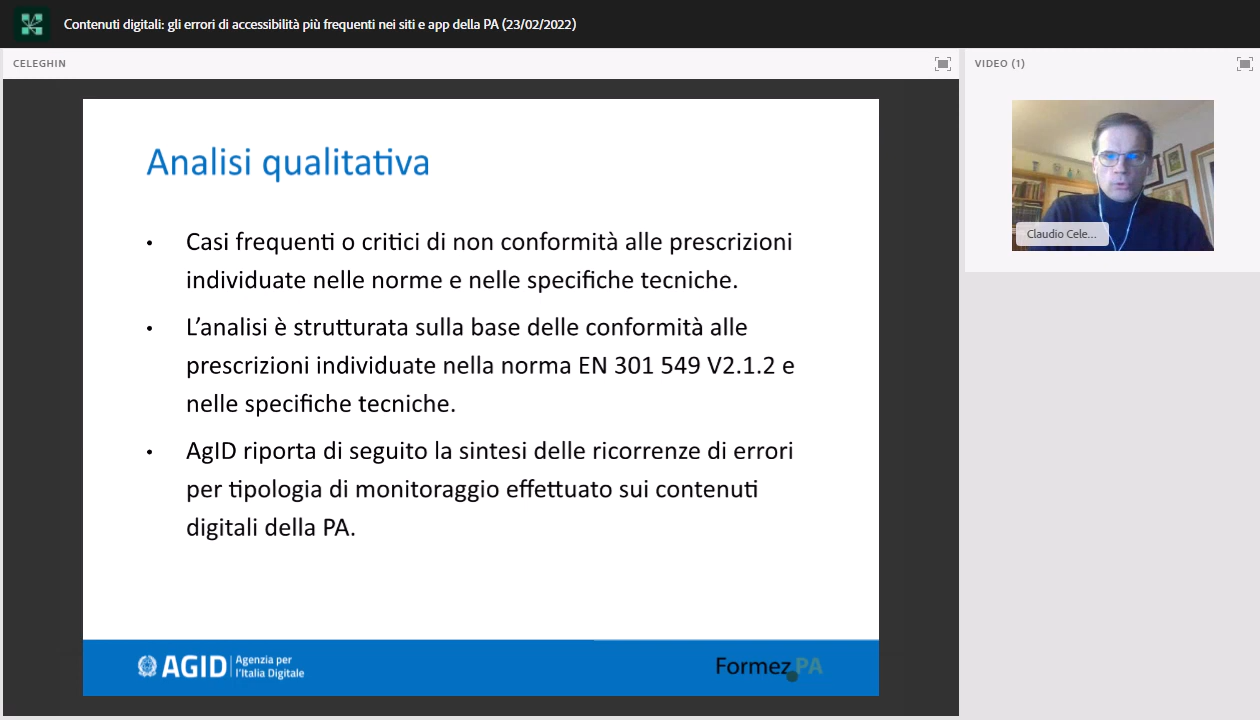 Contenuti digitali: gli errori di accessibilità più frequenti nei siti e app della PA (23/02/2022)
CELEGHIN
VIDEO (1)
Analisi qualitativa
• Casi frequenti o critici di non conformità alle prescrizioni
individuate nelle norme e nelle specifiche tecniche.
• L'analisi è strutturata sulla base delle conformità alle
prescrizioni individuate nella norma EN 301 549 V2.1.2 e
nelle specifiche tecniche.
• AgID riporta di seguito la sintesi delle ricorrenze di errori
per tipologia di monitoraggio effettuato sui contenuti
digitali della PA.
AGID Agenzia per
l'Italia Digitale
Formez PA
Claudio Cele...